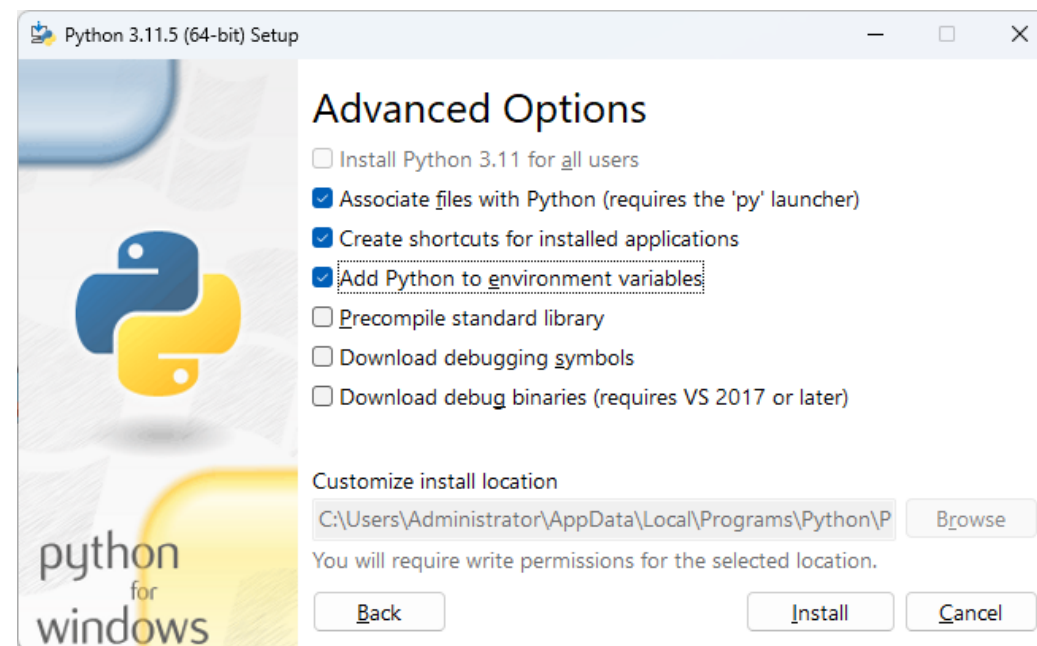 Python 3.11.5 (64-bit) Setup
Advanced Options
Install Python 3.11 for all users
Associate files with Python (requires the 'py' launcher)
Create shortcuts for installed applications
Add Python to environment variables
Precompile standard library
Download debugging symbols
Download debug binaries (requires VS 2017 or later)
Customize install location
C:\Users\Administrator\AppData\Local\Programs\Python\P
Browse
You will require write permissions for the selected location.
python
for
windows
Back
Install
Cancel